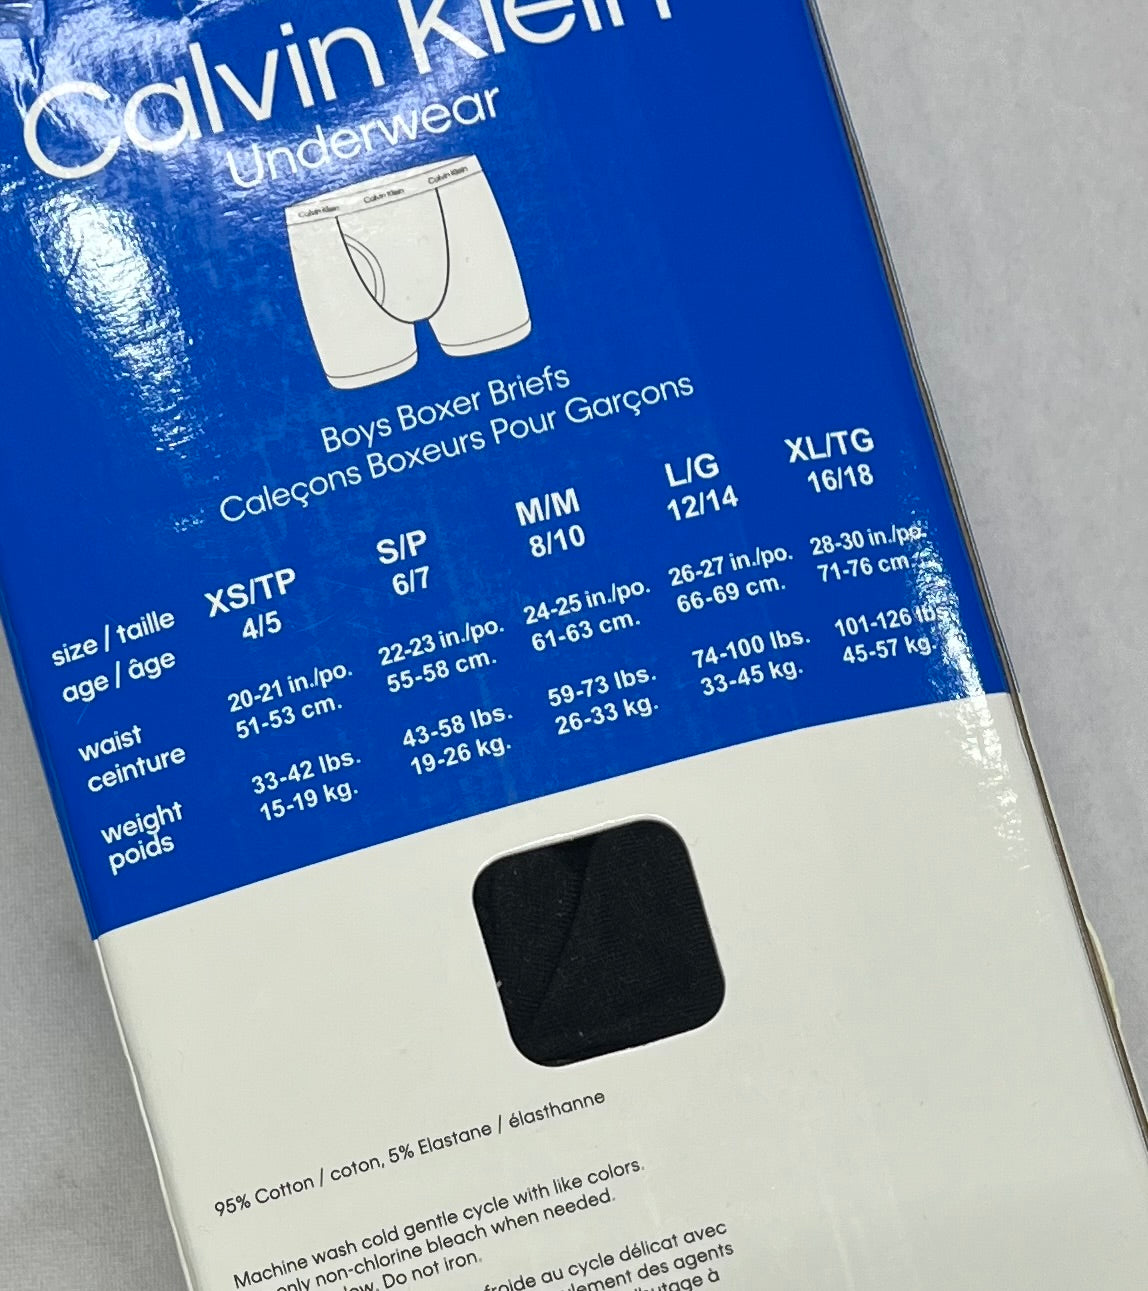 Calvin Klein
Underwear
Calvin Klein Calvin Klein Calvin Klein
Boys Boxer Briefs
Caleçons Boxeurs Pour Garçons
size / taille XS/TP S/P M/M L/G XL/TG
age / âge 4/5 6/7 8/10 12/14 16/18
waist 20-21 in./po. 22-23 in./po. 24-25 in./po. 26-27 in./po. 28-30 in./po.
ceinture 51-53 cm. 55-58 cm. 61-63 cm. 66-69 cm. 71-76 cm.
weight 33-42 lbs. 43-58 lbs. 59-73 lbs. 74-100 lbs. 101-126 lbs.
poids 15-19 kg. 19-26 kg. 26-33 kg. 33-45 kg. 45-57 kg.
95% Cotton / coton, 5% Elastane / élasthanne
Machine wash cold gentle cycle with like colors.
only non-chlorine bleach when needed.
Do not iron.
froide au cycle délicat avec
des agents
à